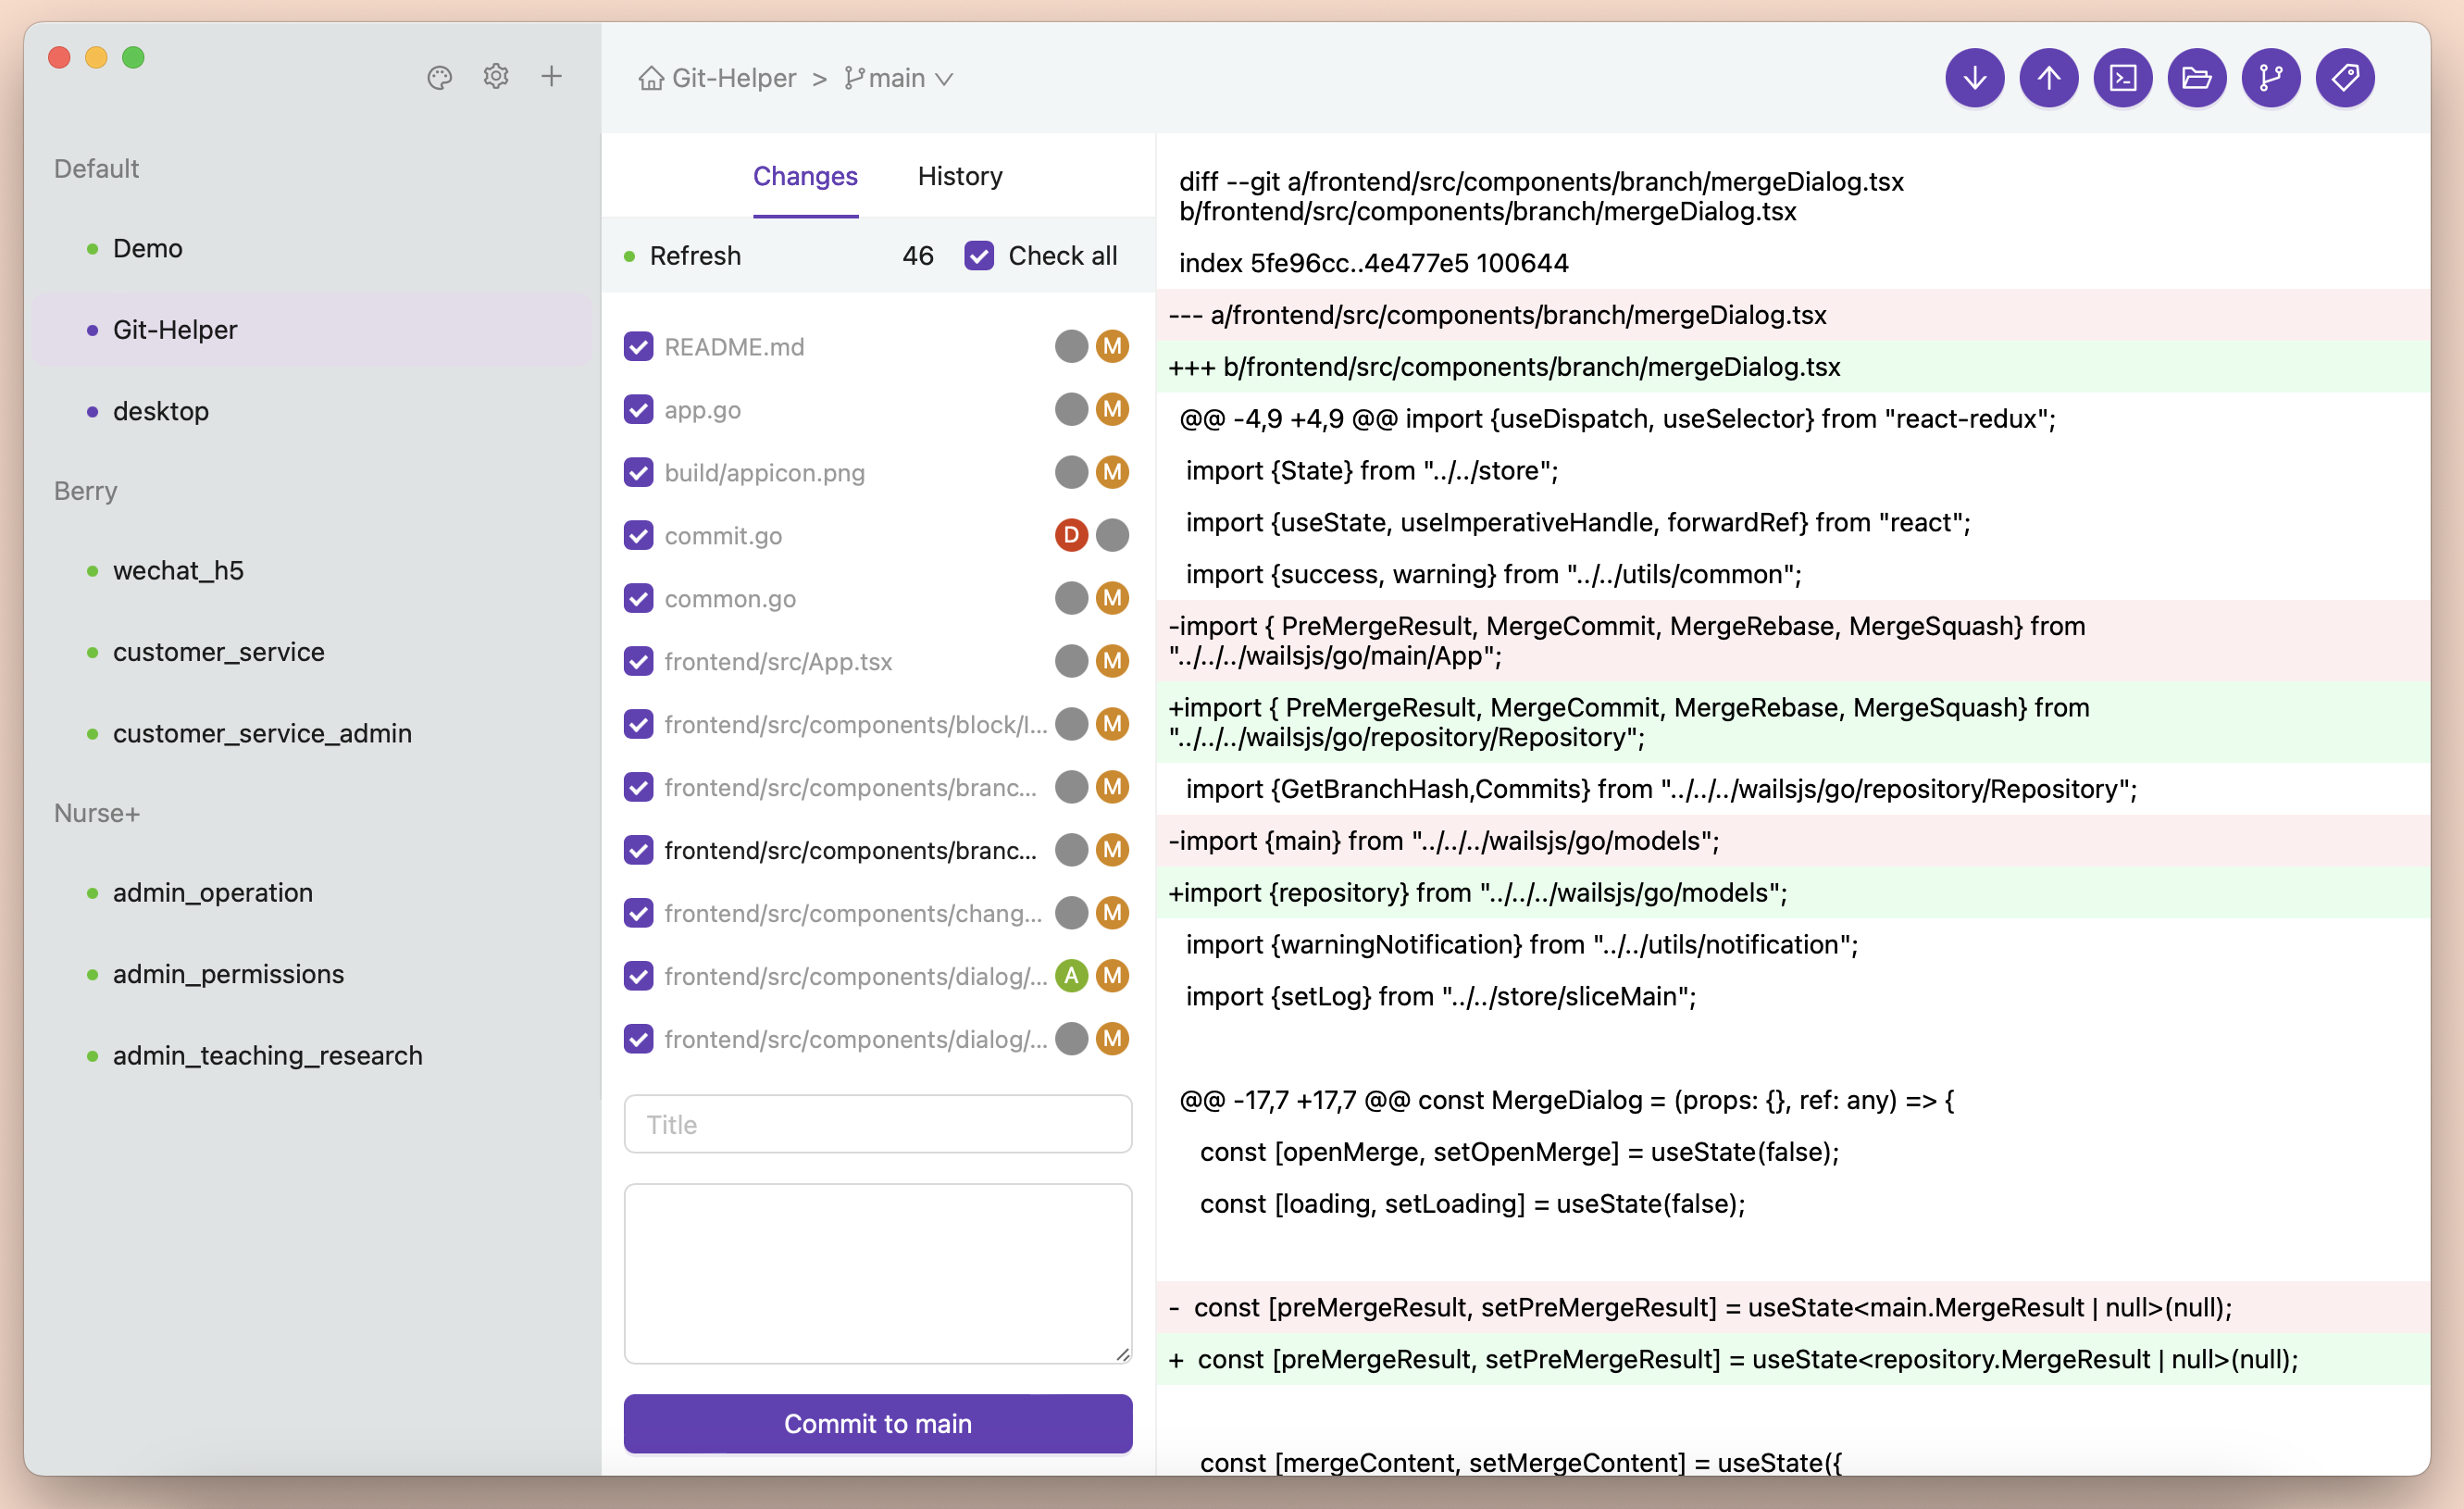 Default
Demo
Git-Helper
desktop
Berry
wechat_h5
customer_service
customer_service_admin
Nurse+
admin_operation
admin_permissions
admin_teaching_research
Git-Helper > main
Changes History
Refresh 46 Check all
README.md M
app.go M
build/appicon.png M
commit.go D
common.go M
frontend/src/App.tsx M
frontend/src/components/block/l... M
frontend/src/components/branc... M
frontend/src/components/branc... M
frontend/src/components/chang... M
frontend/src/components/dialog/... A M
frontend/src/components/dialog/... M
Title
Commit to main
diff --git a/frontend/src/components/branch/mergeDialog.tsx
b/frontend/src/components/branch/mergeDialog.tsx
index 5fe96cc..4e477e5 100644
--- a/frontend/src/components/branch/mergeDialog.tsx
+++ b/frontend/src/components/branch/mergeDialog.tsx
@@ -4,9 +4,9 @@ import {useDispatch, useSelector} from "react-redux";
import {State} from "../../store";
import {useState, useImperativeHandle, forwardRef} from "react";
import {success, warning} from "../../utils/common";
-import { PreMergeResult, MergeCommit, MergeRebase, MergeSquash} from
"../../../wailsjs/go/main/App";
+import { PreMergeResult, MergeCommit, MergeRebase, MergeSquash} from
"../../../wailsjs/go/repository/Repository";
import {GetBranchHash,Commits} from "../../../wailsjs/go/repository/Repository";
-import {main} from "../../../wailsjs/go/models";
+import {repository} from "../../../wailsjs/go/models";
import {warningNotification} from "../../utils/notification";
import {setLog} from "../../store/sliceMain";
@@ -17,7 +17,7 @@ const MergeDialog = (props: {}, ref: any) => {
const [openMerge, setOpenMerge] = useState(false);
const [loading, setLoading] = useState(false);
- const [preMergeResult, setPreMergeResult] = useState<main.MergeResult | null>(null);
+ const [preMergeResult, setPreMergeResult] = useState<repository.MergeResult | null>(null);
const [mergeContent, setMergeContent] = useState({